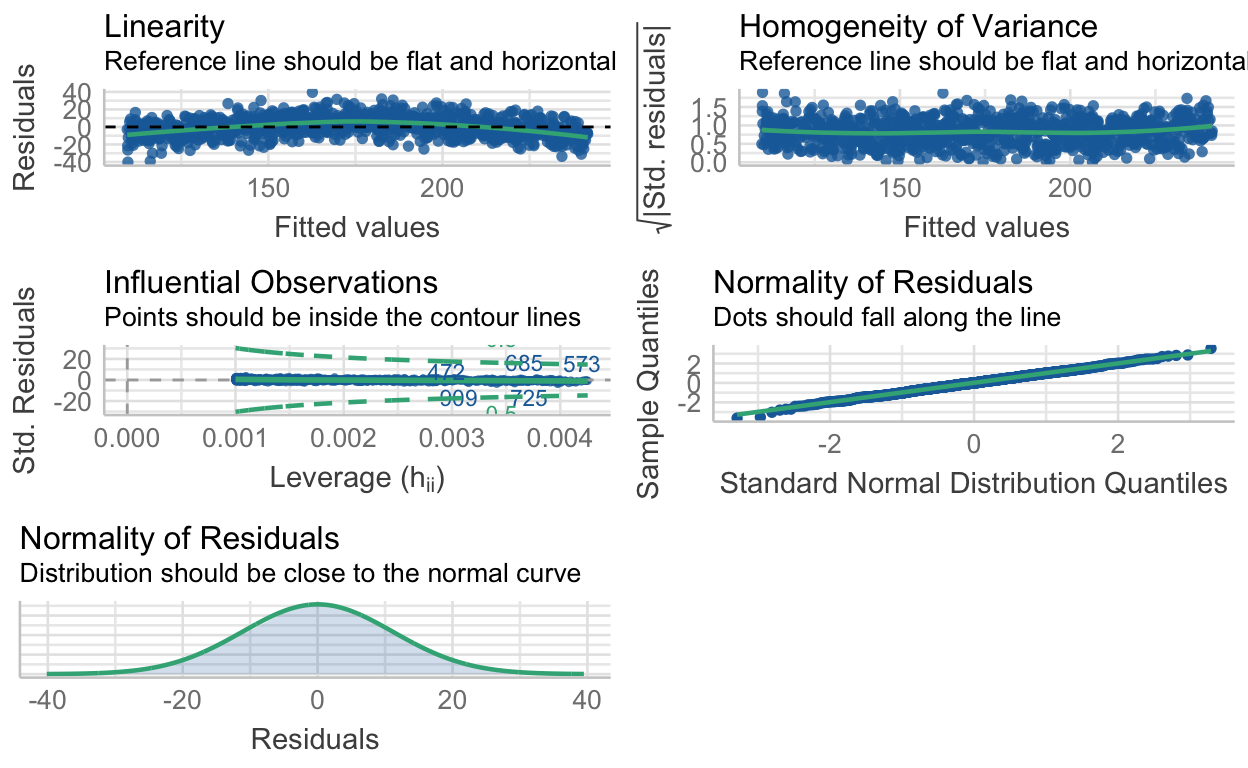 Linearity
Reference line should be flat and horizontal
Residuals
40
20
0
-20
-40
150
200
Fitted values
Homogeneity of Variance
Reference line should be flat and horizontal
√|Std. residuals|
1.5
1.0
0.5
0.0
150
200
Fitted values
Influential Observations
Points should be inside the contour lines
Std. Residuals
20
0
-20
472
685
573
909
725
0.5
0.000
0.001
0.002
0.003
0.004
Leverage (hᵢᵢ)
Normality of Residuals
Dots should fall along the line
Sample Quantiles
2
0
-2
-2
0
2
Standard Normal Distribution Quantiles
Normality of Residuals
Distribution should be close to the normal curve
-40
-20
0
20
40
Residuals